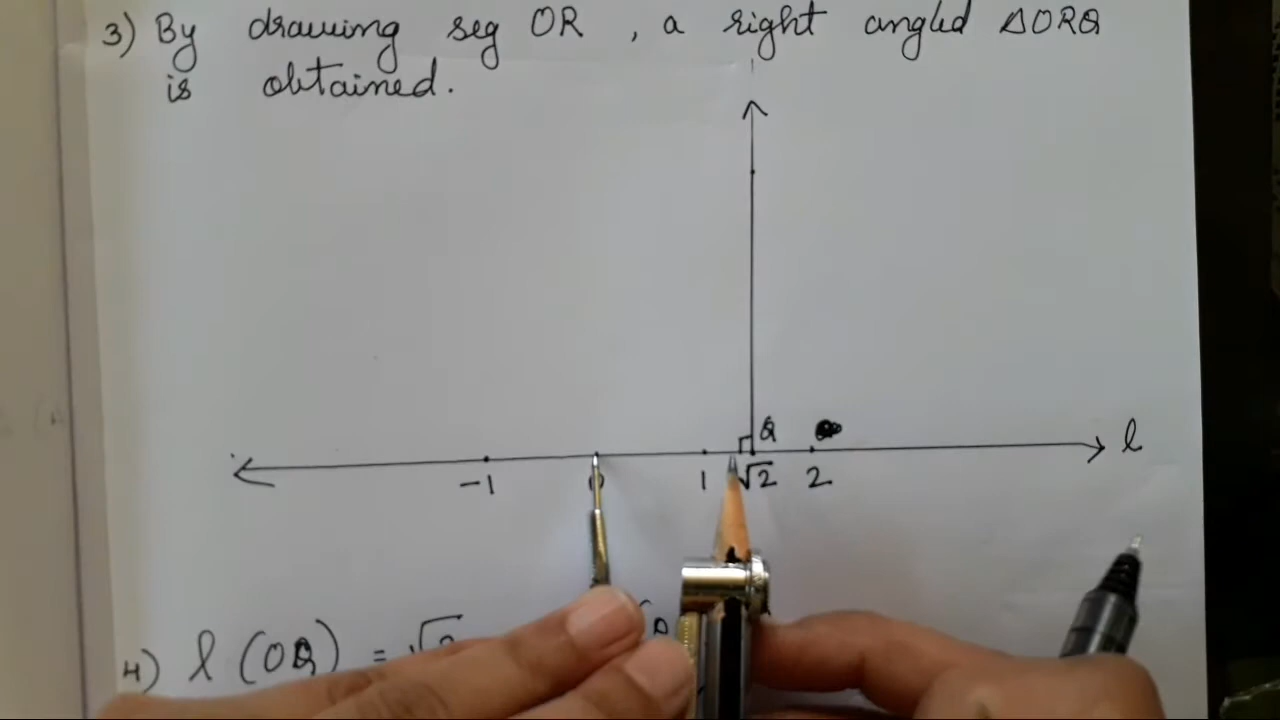 3) By drawing seg OR , a right angled ΔORQ
is obtained.
Q
l
-1 0 1 √2 2
4) l (OQ) =